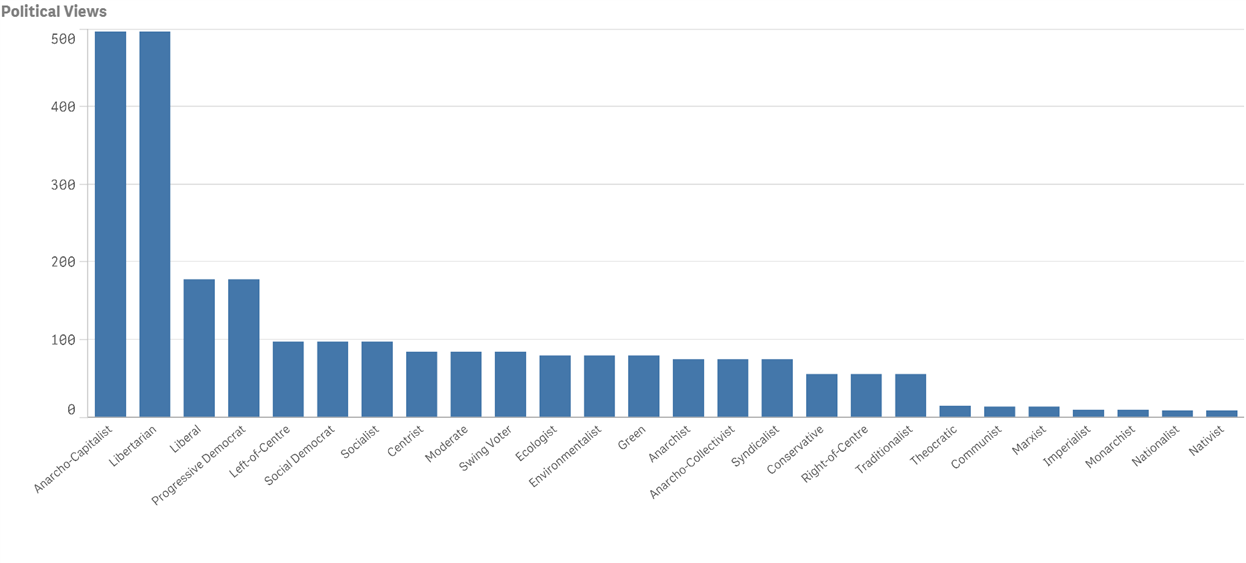 Political Views
500
400
300
200
100
0
Anarcho-Capitalist
Libertarian
Liberal
Progressive Democrat
Left-of-Centre
Social Democrat
Socialist
Centrist
Moderate
Swing Voter
Ecologist
Environmentalist
Green
Anarchist
Anarcho-Collectivist
Syndicalist
Conservative
Right-of-Centre
Traditionalist
Theocratic
Communist
Marxist
Imperialist
Monarchist
Nationalist
Nativist